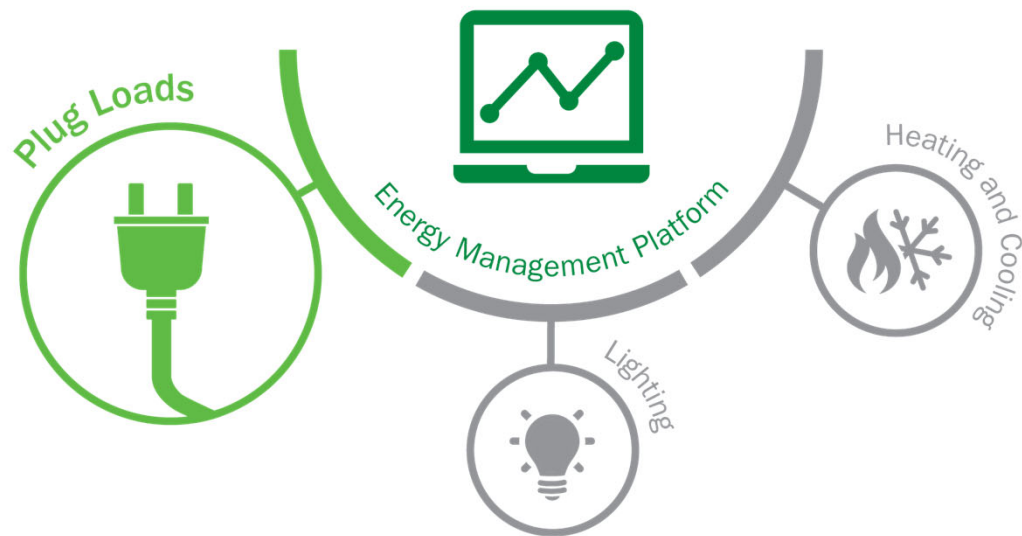 Plug Loads
Energy Management Platform
Heating and Cooling
Lighting